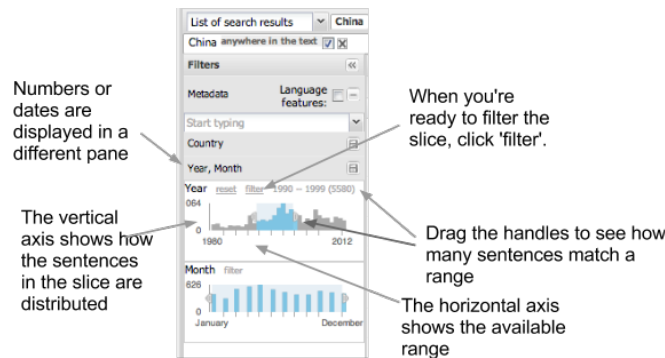 List of search results China
China anywhere in the text
Filters
Metadata Language features:
Start typing
Country
Year, Month
Year reset filter 1990 – 1999 (5580)
064
0
1980 2012
Month filter
626
0
January December
Numbers or
dates are
displayed in a
different pane
The vertical
axis shows how
the sentences
in the slice are
distributed
When you're
ready to filter the
slice, click 'filter'.
Drag the handles to see how
many sentences match a
range
The horizontal axis
shows the available
range